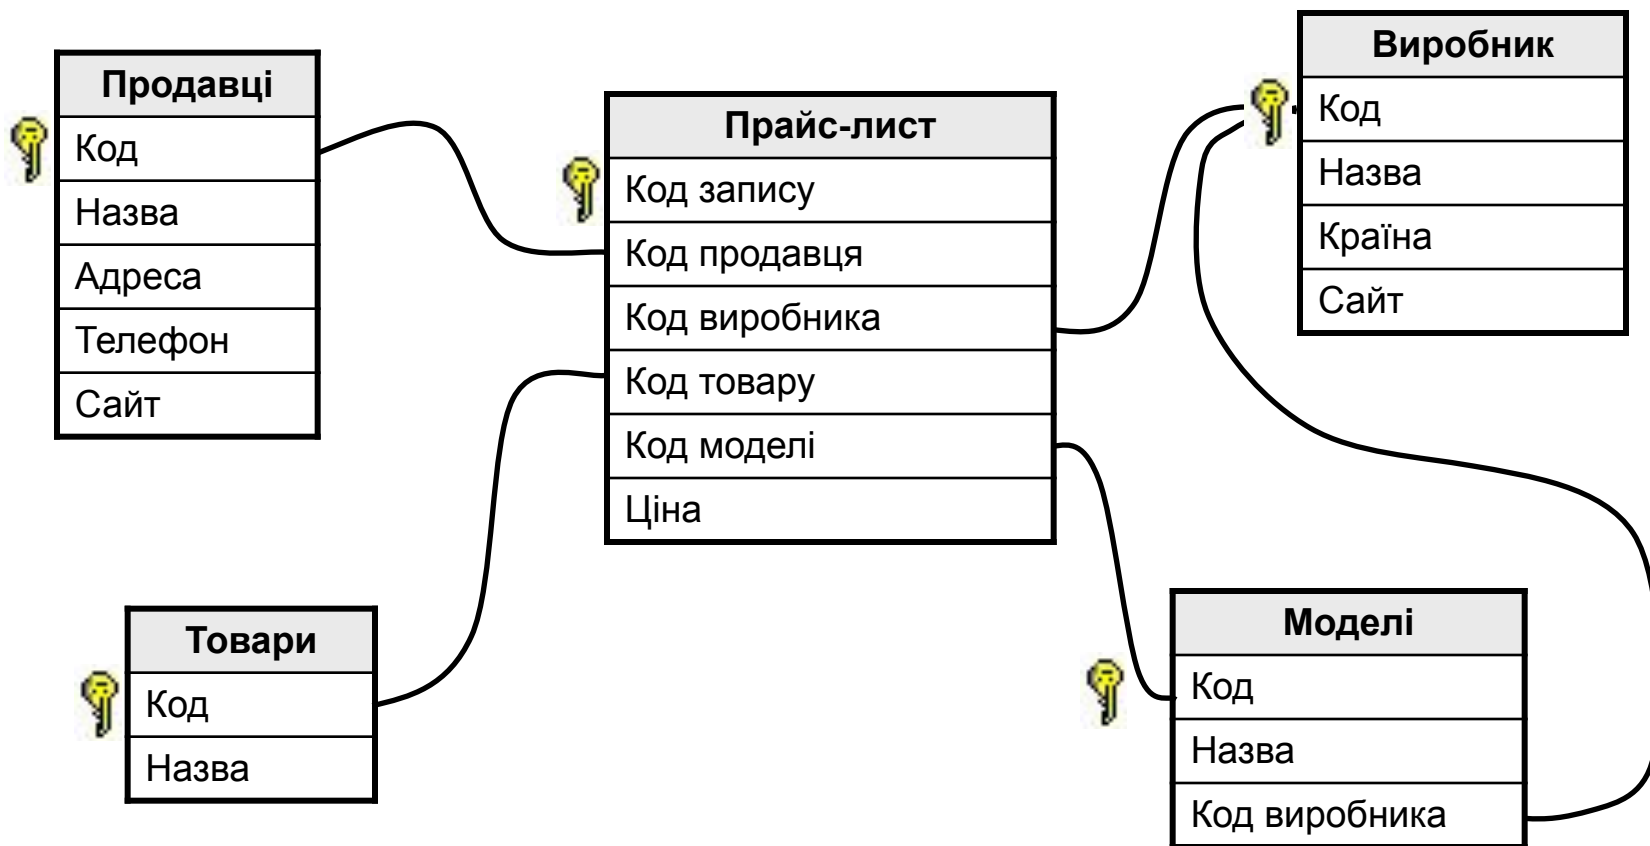 Продавці
Код
Назва
Адреса
Телефон
Сайт
Прайс-лист
Код запису
Код продавця
Код виробника
Код товару
Код моделі
Ціна
Виробник
Код
Назва
Країна
Сайт
Товари
Код
Назва
Моделі
Код
Назва
Код виробника